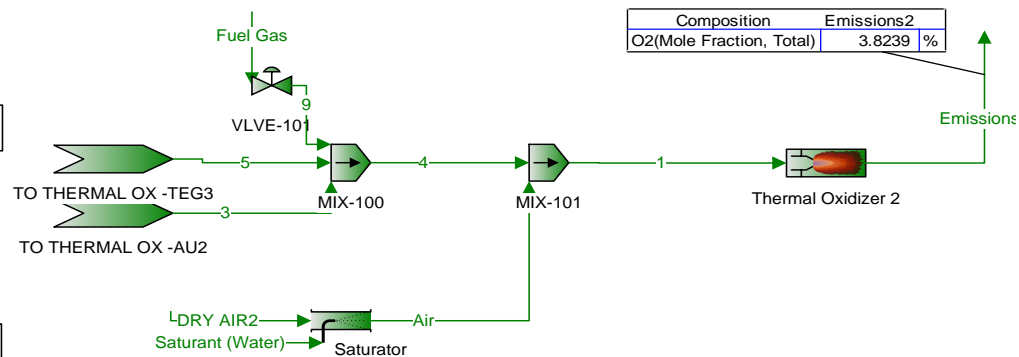 Composition Emissions2
O2(Mole Fraction, Total) 3.8239 %
Fuel Gas
9
VLVE-101
Emissions
5
4
1
TO THERMAL OX -TEG3
MIX-100
MIX-101
Thermal Oxidizer 2
3
TO THERMAL OX -AU2
DRY AIR2
Air
Saturant (Water)
Saturator